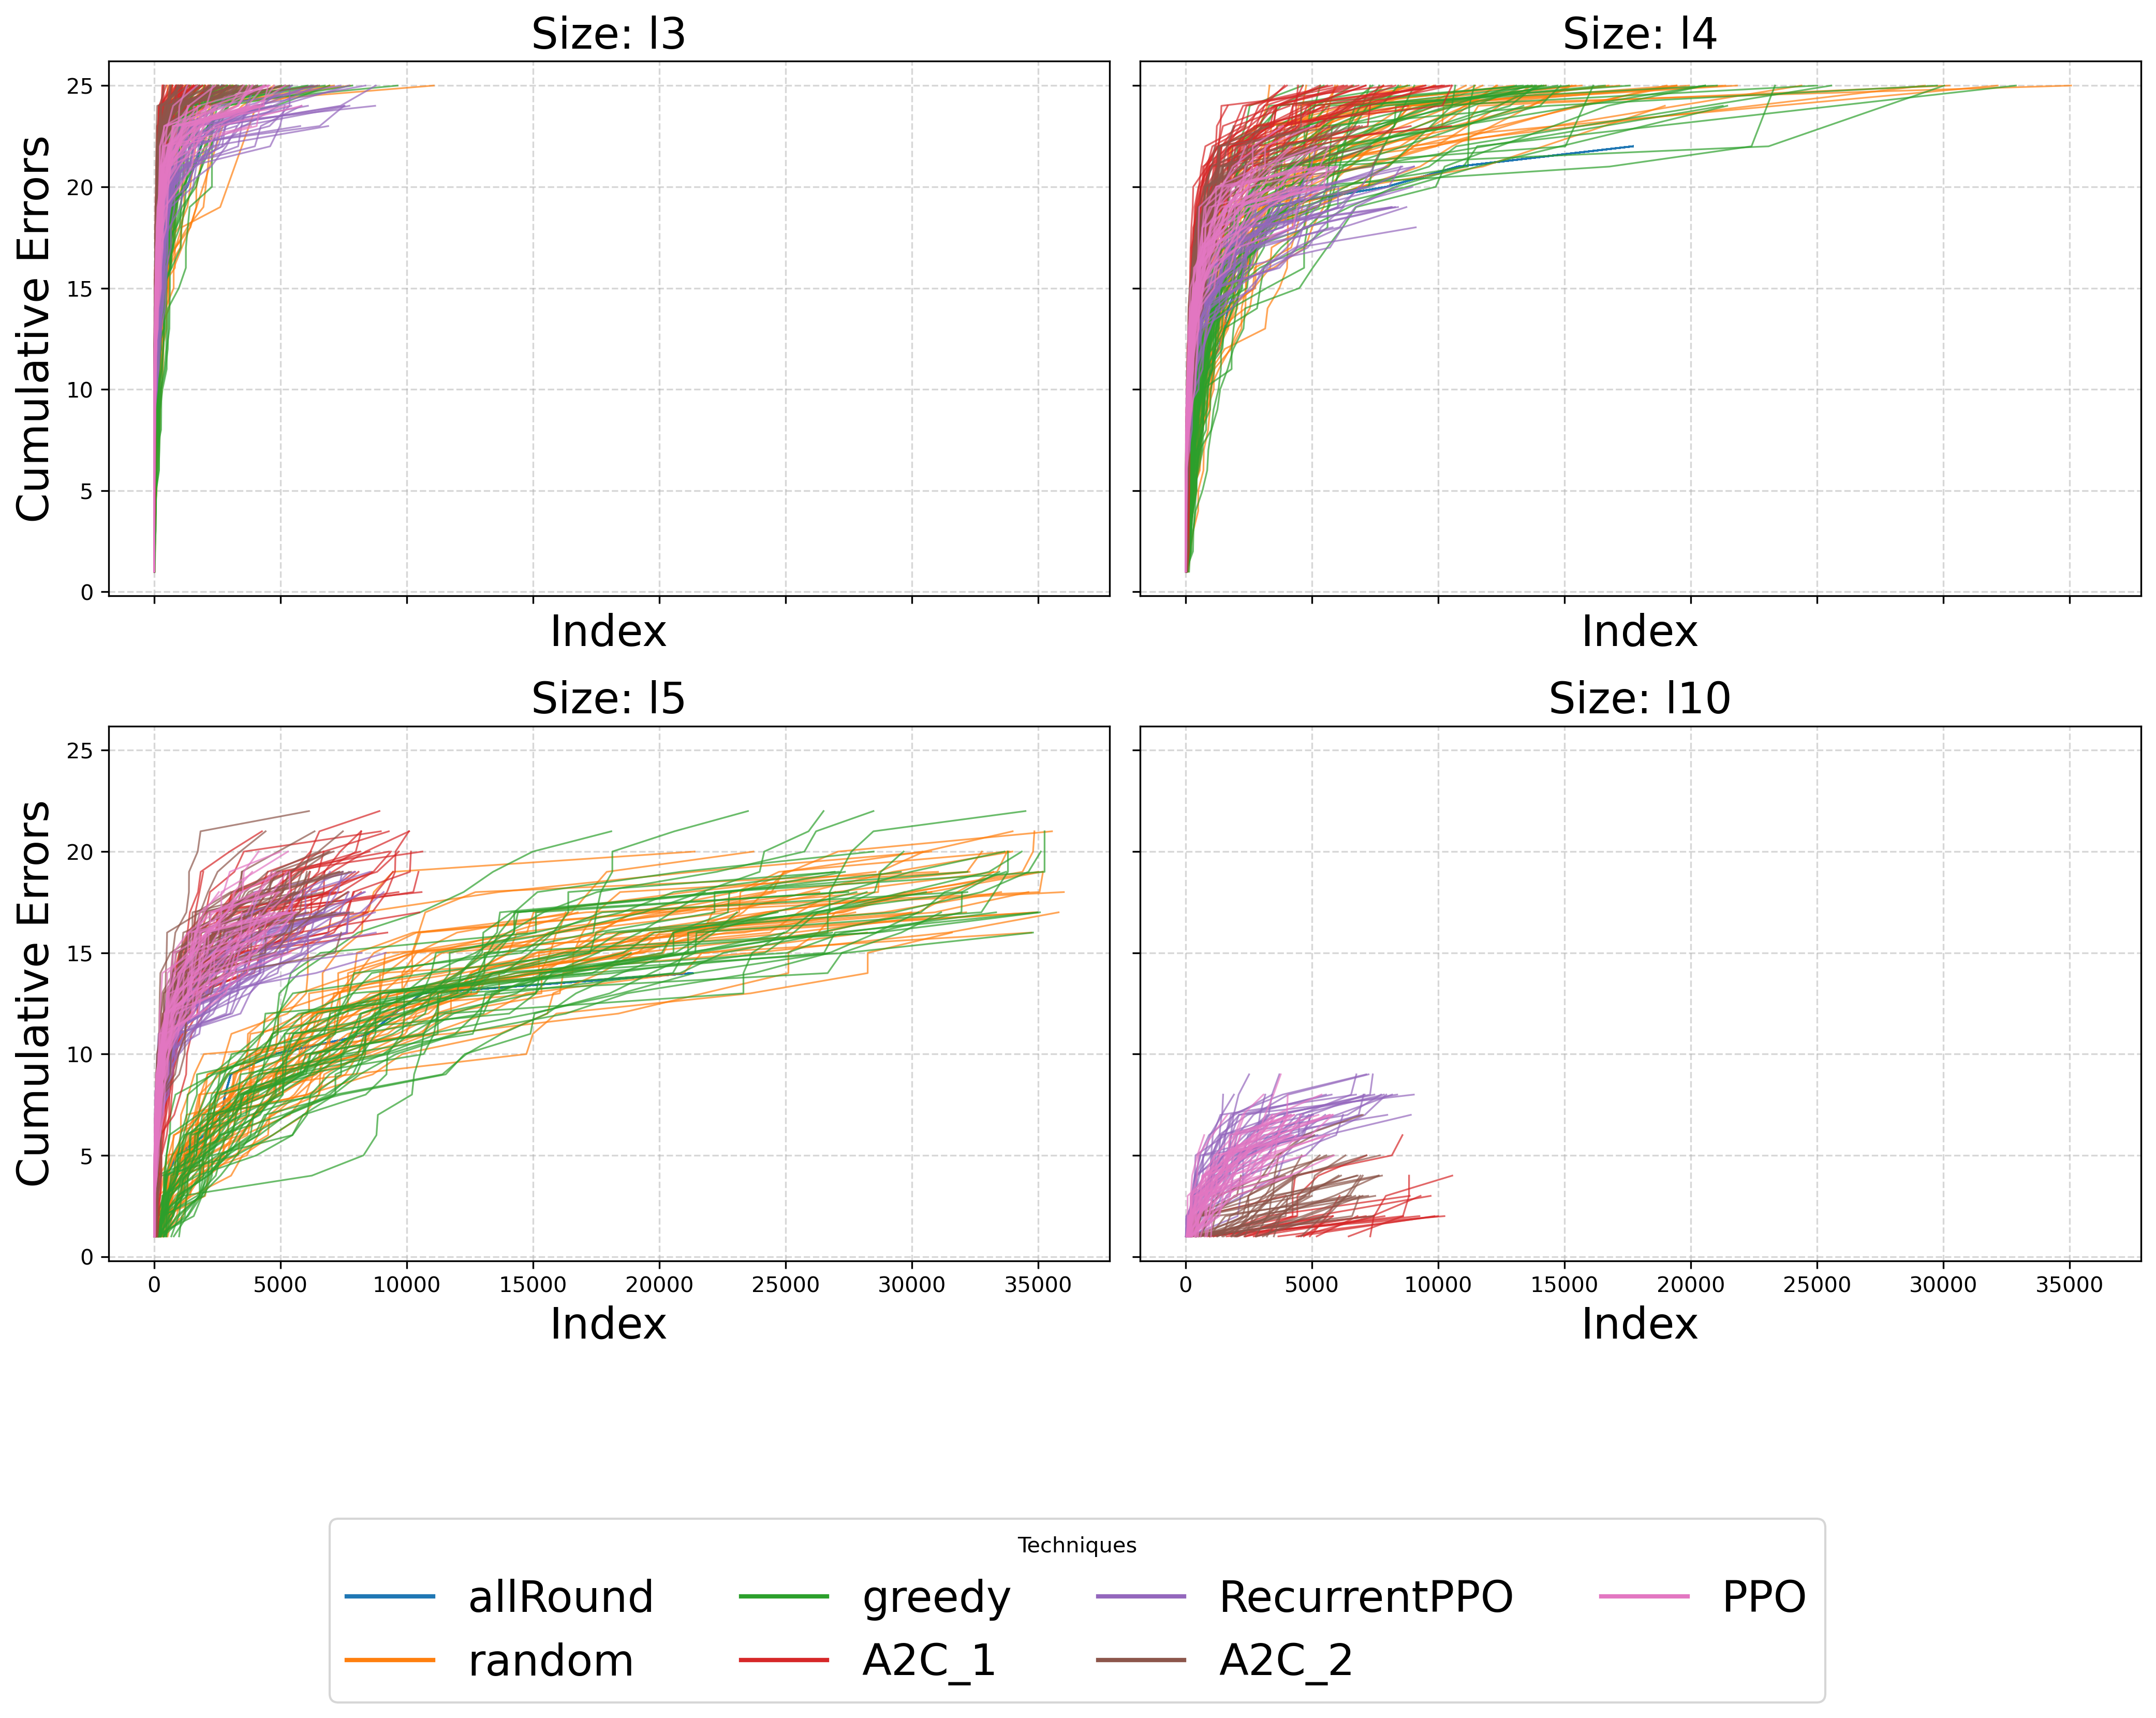 Size: l3
Size: l4
25
20
15
10
5
0
Cumulative Errors
Index
Index
Size: l5
Size: l10
25
20
15
10
5
0
Cumulative Errors
0 5000 10000 15000 20000 25000 30000 35000
0 5000 10000 15000 20000 25000 30000 35000
Index
Index
Techniques
allRound greedy RecurrentPPO PPO
random A2C_1 A2C_2